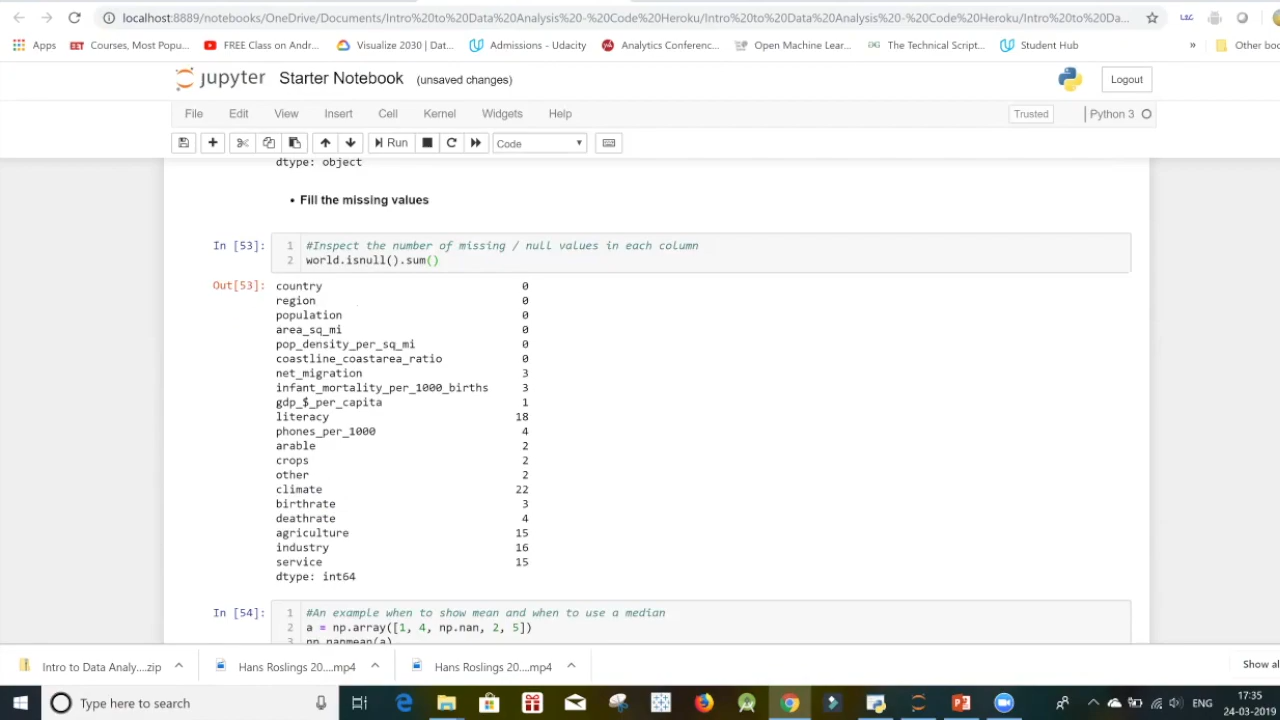 localhost:8889/notebooks/OneDrive/Documents/Intro%20to%20Data%20Analysis%20-%20Code%20Heroku/Intro%20to%20Data%20Analysis%20-%20Code%20Heroku/Intro%20to%20Da...
Apps Courses, Most Popu... FREE Class on Andr... Visualize 2030 | Dat... Admissions - Udacity Analytics Conferenc... Open Machine Lear... The Technical Script... Student Hub » Other boo
jupyter Starter Notebook (unsaved changes) Logout
File Edit View Insert Cell Kernel Widgets Help Trusted Python 3
Run Code
dtype: object
• Fill the missing values
In [53]: 1 #Inspect the number of missing / null values in each column
2 world.isnull().sum()
Out[53]: country 0
region 0
population 0
area_sq_mi 0
pop_density_per_sq_mi 0
coastline_coastarea_ratio 0
net_migration 3
infant_mortality_per_1000_births 3
gdp_$_per_capita 1
literacy 18
phones_per_1000 4
arable 2
crops 2
other 2
climate 22
birthrate 3
deathrate 4
agriculture 15
industry 16
service 15
dtype: int64
In [54]: 1 #An example when to show mean and when to use a median
2 a = np.array([1, 4, np.nan, 2, 5])
3 np.nanmean(a)
Intro to Data Analy....zip Hans Roslings 20....mp4 Hans Roslings 20....mp4 Show al
Type here to search ENG 17:35
24-03-2019